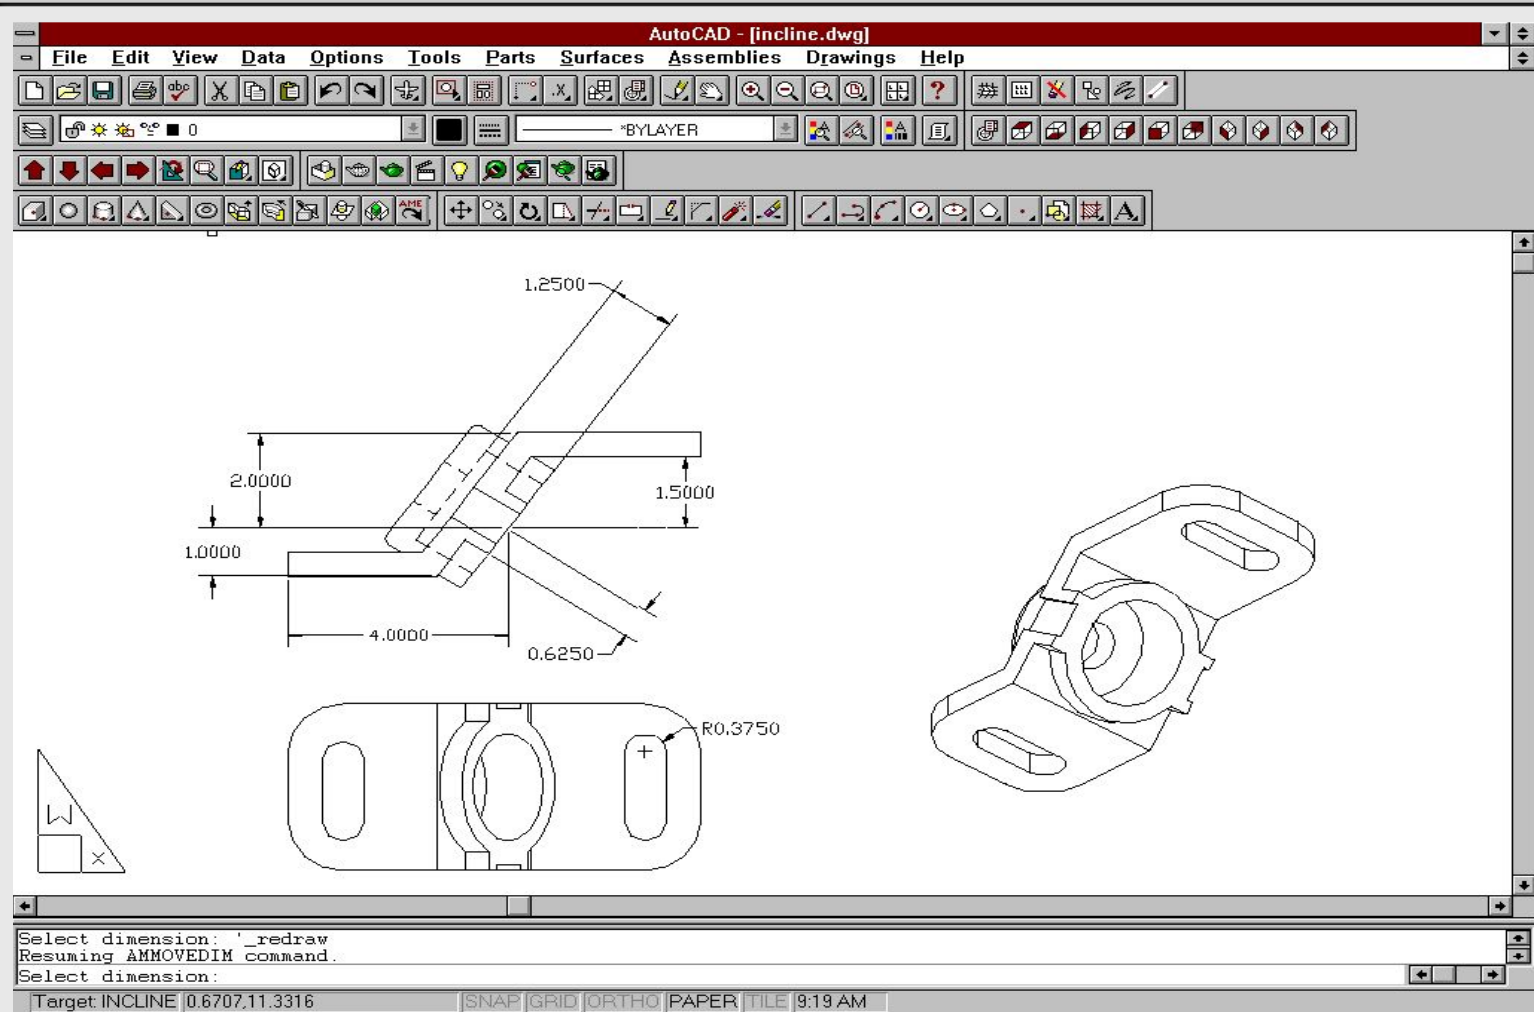 AutoCAD - [incline.dwg]
File Edit View Data Options Tools Parts Surfaces Assemblies Drawings Help
abc .X. ?
0 *BYLAYER
AME A
1.2500
2.0000
1.5000
1.0000
4.0000
0.6250
R0.3750
W
X
Select dimension: '_redraw
Resuming AMMOVEDIM command.
Select dimension:
Target: INCLINE 0.6707,11.3316 SNAP GRID ORTHO PAPER TILE 9:19 AM